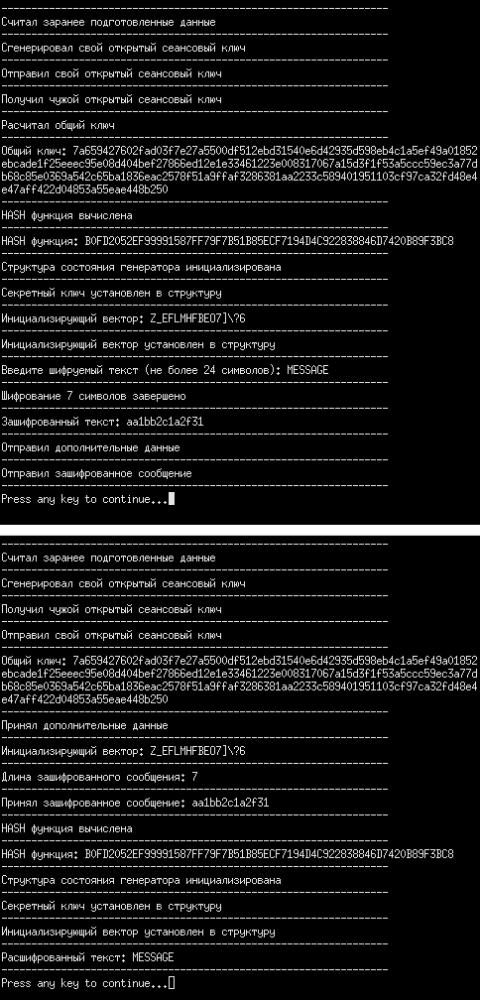 Считал заранее подготовленные данные
Сгенерировал свой открытый сеансовый ключ
Отправил свой открытый сеансовый ключ
Получил чужой открытый сеансовый ключ
Расчитал общий ключ
Общий ключ: 7a659427602fad03f7e27a5500df512ebd31540e6d42935d598eb4c1a5ef49a01852
ebcade1f25eeec95e08d404bef27866ed12e1e33461223e008317067a15d3f1f53a5ccc59ec3a77d
b68c85e0369a542c65ba1836eac2578f51a9ffaf3286381aa2233c589401951103cf97ca32fd48e4
e47aff422d04853a55eae448b250
HASH функция вычислена
HASH функция: B0FD2052EF99991587FF79F7B51B85ECF7194D4C922838846D7420B89F3BC8
Структура состояния генератора инициализирована
Секретный ключ установлен в структуру
Инициализирующий вектор: Z_EFLMHFBEO7]\?6
Инициализирующий вектор установлен в структуру
Введите шифруемый текст (не более 24 символов): MESSAGE
Шифрование 7 символов завершено
Зашифрованный текст: aa1bb2c1a2f31
Отправил дополнительные данные
Отправил зашифрованное сообщение
Press any key to continue...
Считал заранее подготовленные данные
Сгенерировал свой открытый сеансовый ключ
Получил чужой открытый сеансовый ключ
Отправил свой открытый сеансовый ключ
Общий ключ: 7a659427602fad03f7e27a5500df512ebd31540e6d42935d598eb4c1a5ef49a01852
ebcade1f25eeec95e08d404bef27866ed12e1e33461223e008317067a15d3f1f53a5ccc59ec3a77d
b68c85e0369a542c65ba1836eac2578f51a9ffaf3286381aa2233c589401951103cf97ca32fd48e4
e47aff422d04853a55eae448b250
Принял дополнительные данные
Инициализирующий вектор: Z_EFLMHFBEO7]\?6
Длина зашифрованного сообщения: 7
Принял зашифрованное сообщение: aa1bb2c1a2f31
HASH функция вычислена
HASH функция: B0FD2052EF99991587FF79F7B51B85ECF7194D4C922838846D7420B89F3BC8
Структура состояния генератора инициализирована
Секретный ключ установлен в структуру
Инициализирующий вектор установлен в структуру
Расшифрованный текст: MESSAGE
Press any key to continue...